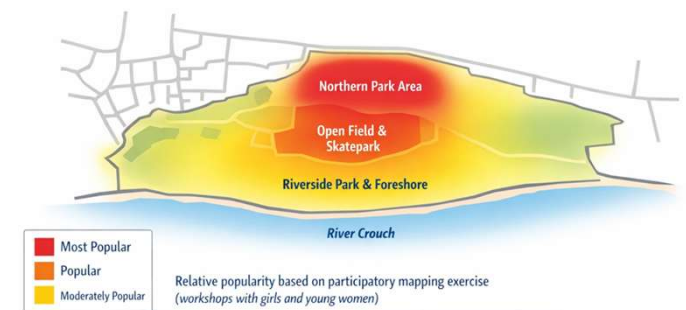 Northern Park Area
Open Field &
Skatepark
Riverside Park & Foreshore
River Crouch
Most Popular
Popular
Moderately Popular
Relative popularity based on participatory mapping exercise
(workshops with girls and young women)